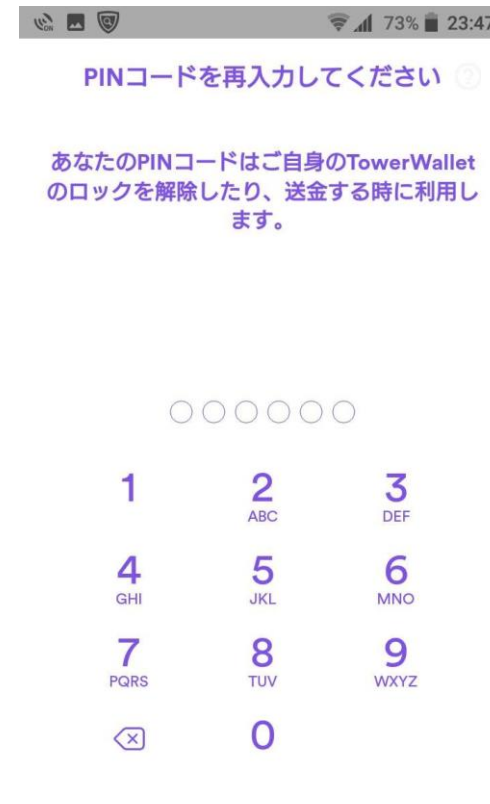 ON 73% 23:47
PINコードを再入力してください ?
あなたのPINコードはご自身のTowerWallet
のロックを解除したり、送金する時に利用し
ます。
1 2 3
ABC DEF
4 5 6
GHI JKL MNO
7 8 9
PQRS TUV WXYZ
0